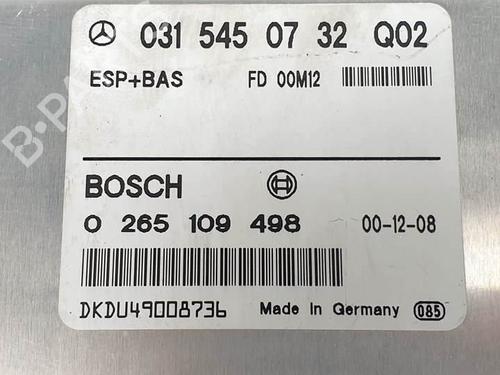 031 545 07 32 Q02
ESP+BAS FD 00M12
BOSCH
0 265 109 498 00-12-08
DKDU49008736 Made In Germany 085
B-PARTS